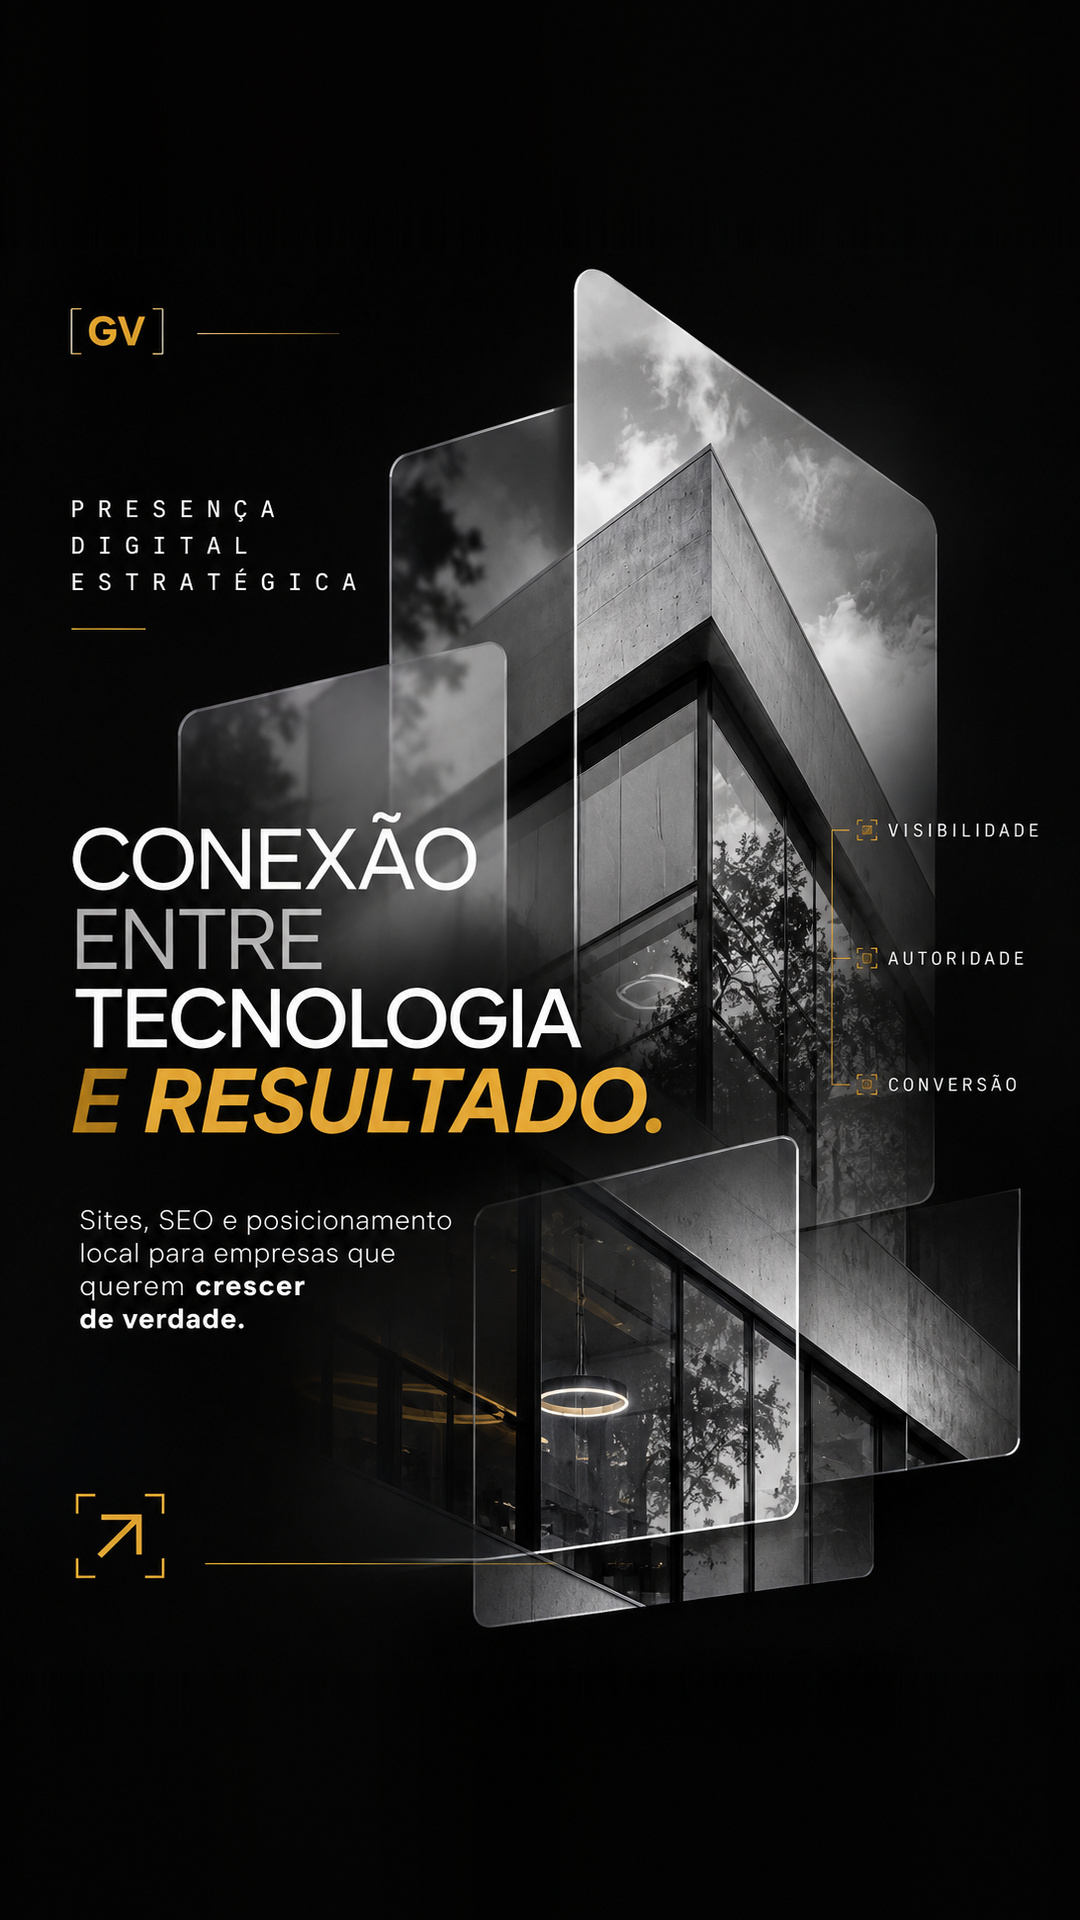 [GV]
PRESENÇA
DIGITAL
ESTRATÉGICA
CONEXÃO
ENTRE
TECNOLOGIA
E RESULTADO.
VISIBILIDADE
AUTORIDADE
CONVERSÃO
Sites, SEO e posicionamento
local para empresas que
querem crescer
de verdade.